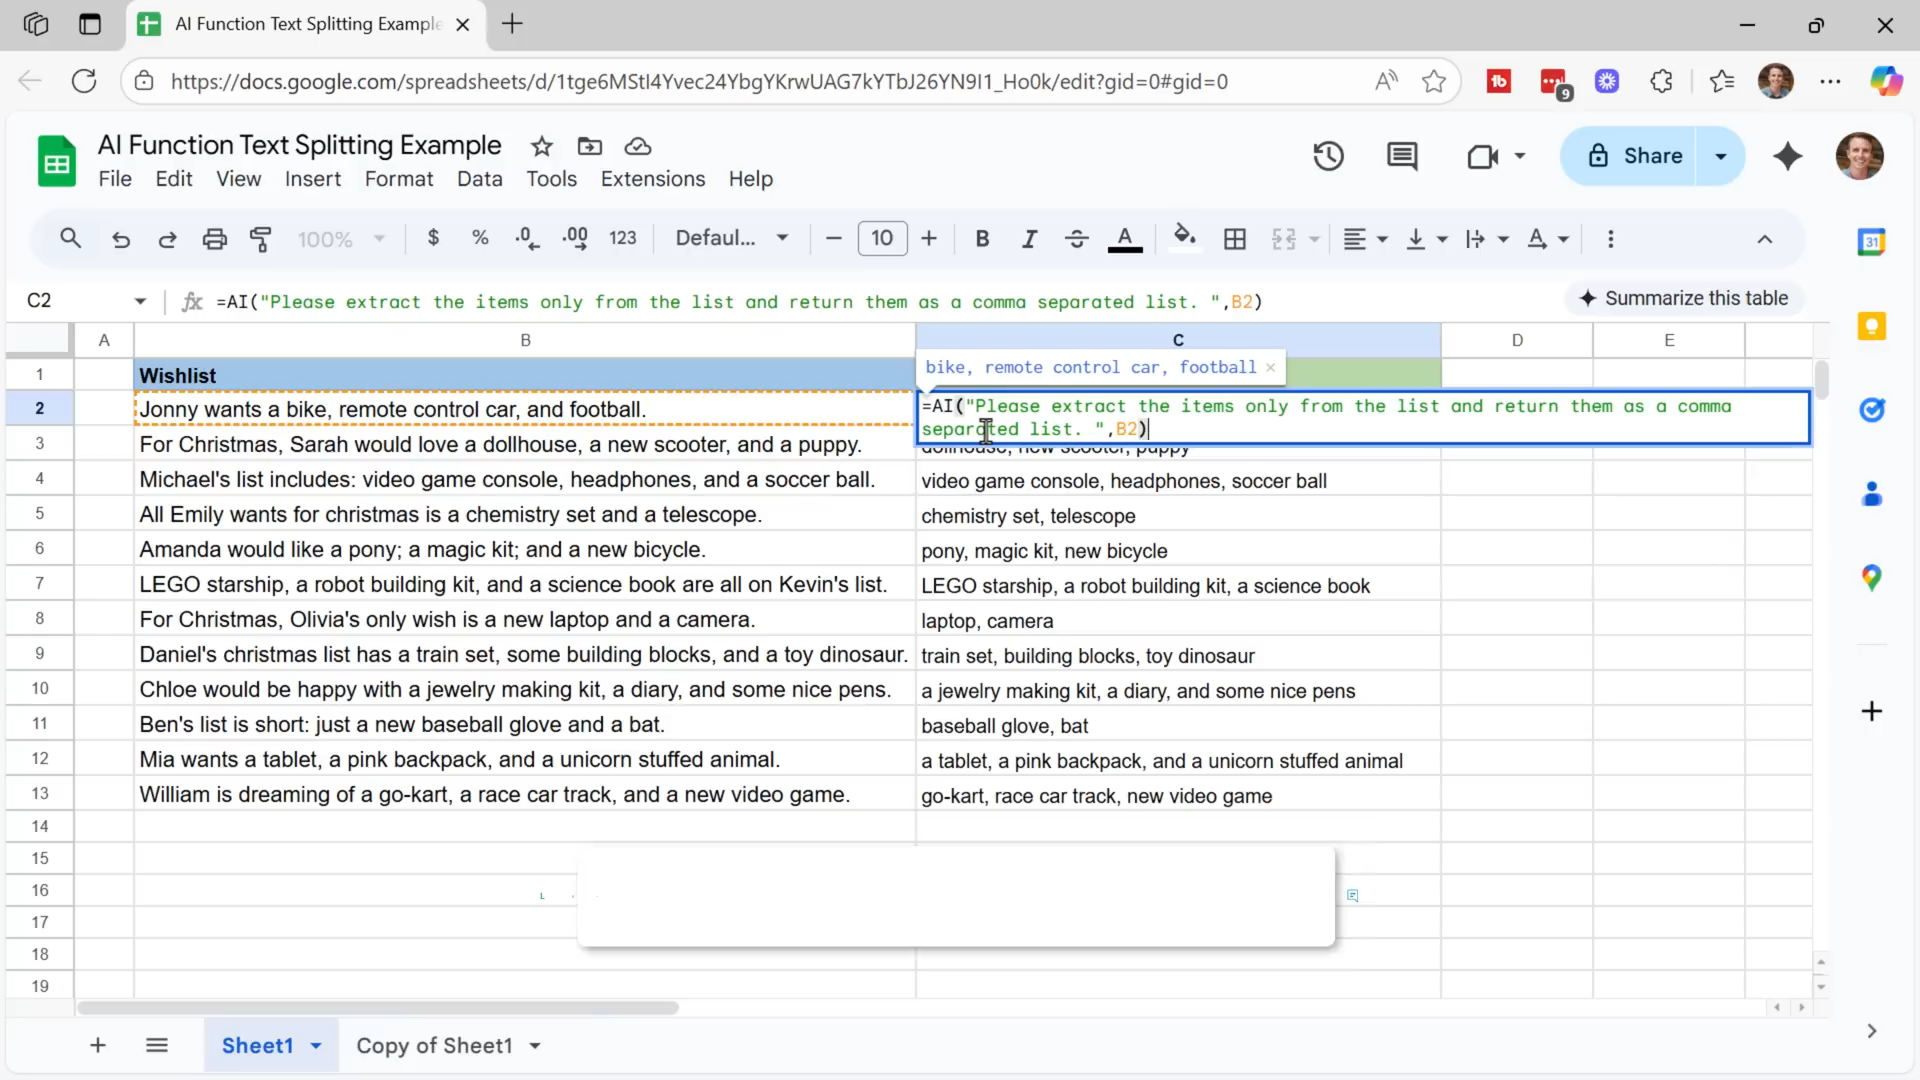 AI Function Text Splitting Example
https://docs.google.com/spreadsheets/d/1tge6MStI4Yvec24YbgYKrwUAG7kYTbJ26YN9I1_Ho0k/edit?gid=0#gid=0
9
AI Function Text Splitting Example
File Edit View Insert Format Data Tools Extensions Help
Share
100% $ % .0 .00 123 Defaul... 10 B I A
31
C2 fx =AI("Please extract the items only from the list and return them as a comma separated list. ",B2)
Summarize this table
A B C D E
bike, remote control car, football
1 Wishlist
2 Jonny wants a bike, remote control car, and football. =AI("Please extract the items only from the list and return them as a comma
separated list. ",B2)
3 For Christmas, Sarah would love a dollhouse, a new scooter, and a puppy. dollhouse, new scooter, puppy
4 Michael's list includes: video game console, headphones, and a soccer ball. video game console, headphones, soccer ball
5 All Emily wants for christmas is a chemistry set and a telescope. chemistry set, telescope
6 Amanda would like a pony; a magic kit; and a new bicycle. pony, magic kit, new bicycle
7 LEGO starship, a robot building kit, and a science book are all on Kevin's list. LEGO starship, a robot building kit, a science book
8 For Christmas, Olivia's only wish is a new laptop and a camera. laptop, camera
9 Daniel's christmas list has a train set, some building blocks, and a toy dinosaur. train set, building blocks, toy dinosaur
10 Chloe would be happy with a jewelry making kit, a diary, and some nice pens. a jewelry making kit, a diary, and some nice pens
11 Ben's list is short: just a new baseball glove and a bat. baseball glove, bat
12 Mia wants a tablet, a pink backpack, and a unicorn stuffed animal. a tablet, a pink backpack, and a unicorn stuffed animal
13 William is dreaming of a go-kart, a race car track, and a new video game. go-kart, race car track, new video game
14
15
16
17
18
19
Sheet1 Copy of Sheet1